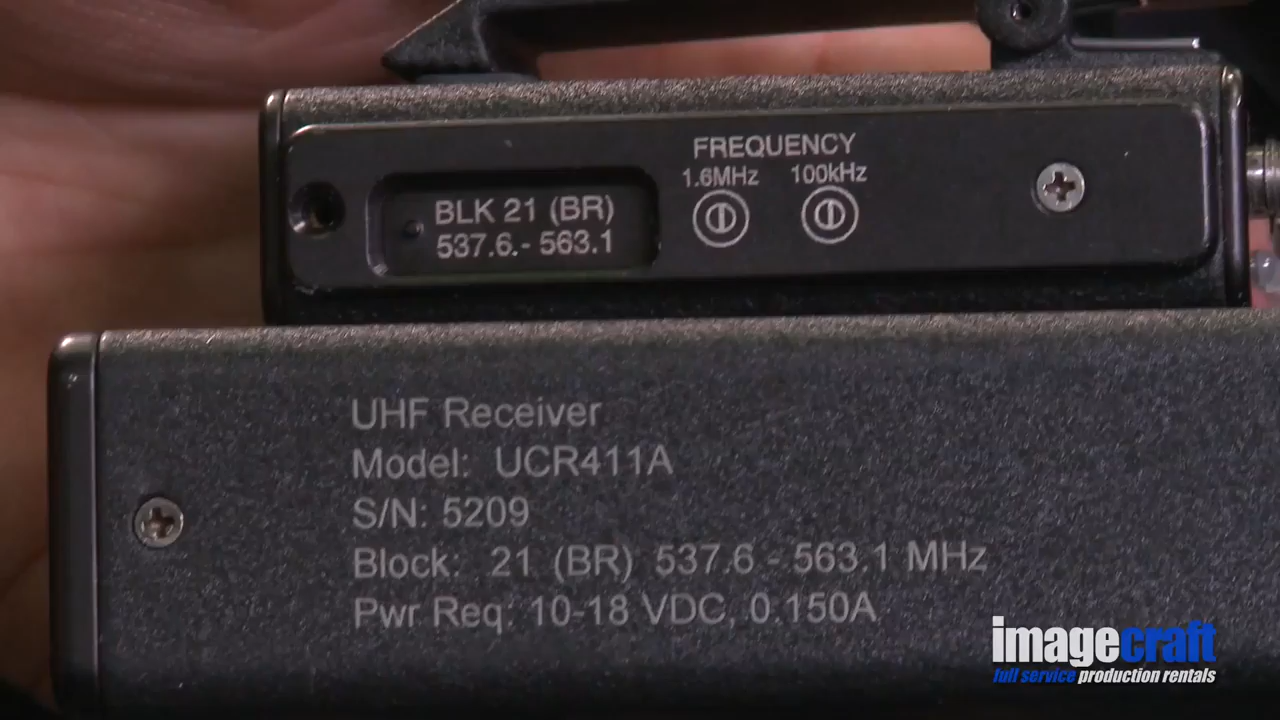 FREQUENCY
1.6MHz 100kHz
BLK 21 (BR)
537.6.- 563.1
UHF Receiver
Model: UCR411A
S/N: 5209
Block: 21 (BR) 537.6 - 563.1 MHz
Pwr Req: 10-18 VDC, 0.150A
imagecraft
full service production rentals